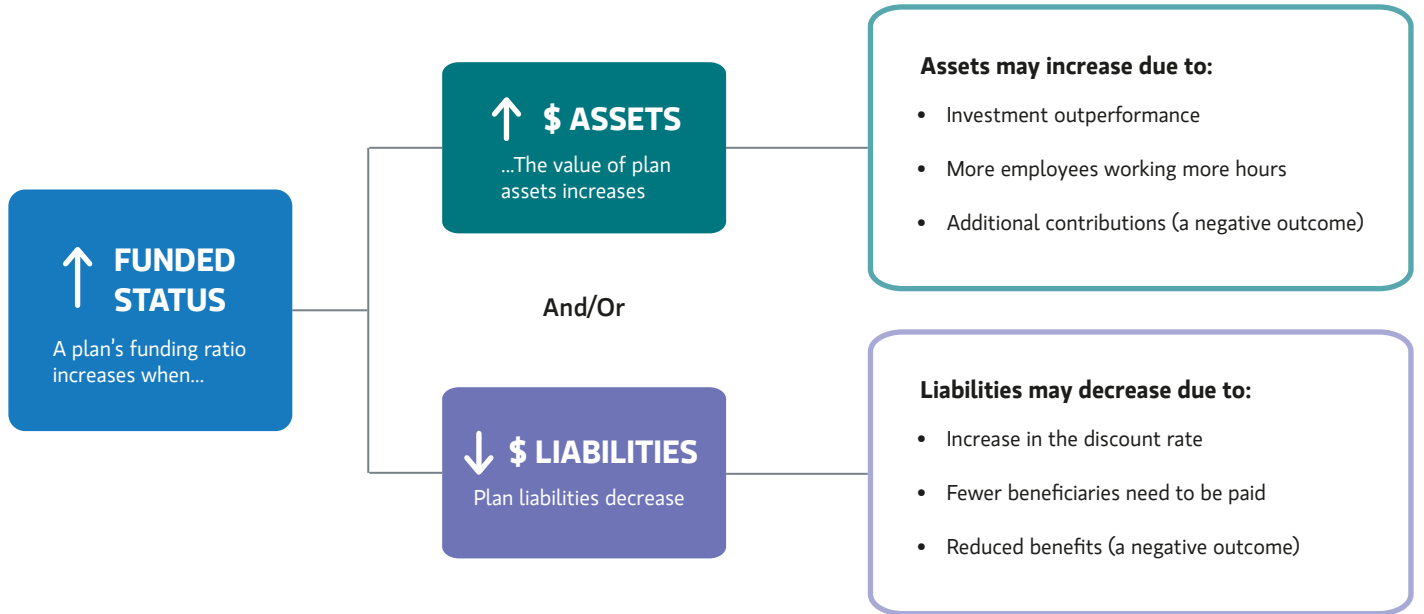 FUNDED
STATUS
A plan's funding ratio
increases when...
$ ASSETS
...The value of plan
assets increases
And/Or
$ LIABILITIES
Plan liabilities decrease
Assets may increase due to:
• Investment outperformance
• More employees working more hours
• Additional contributions (a negative outcome)
Liabilities may decrease due to:
• Increase in the discount rate
• Fewer beneficiaries need to be paid
• Reduced benefits (a negative outcome)